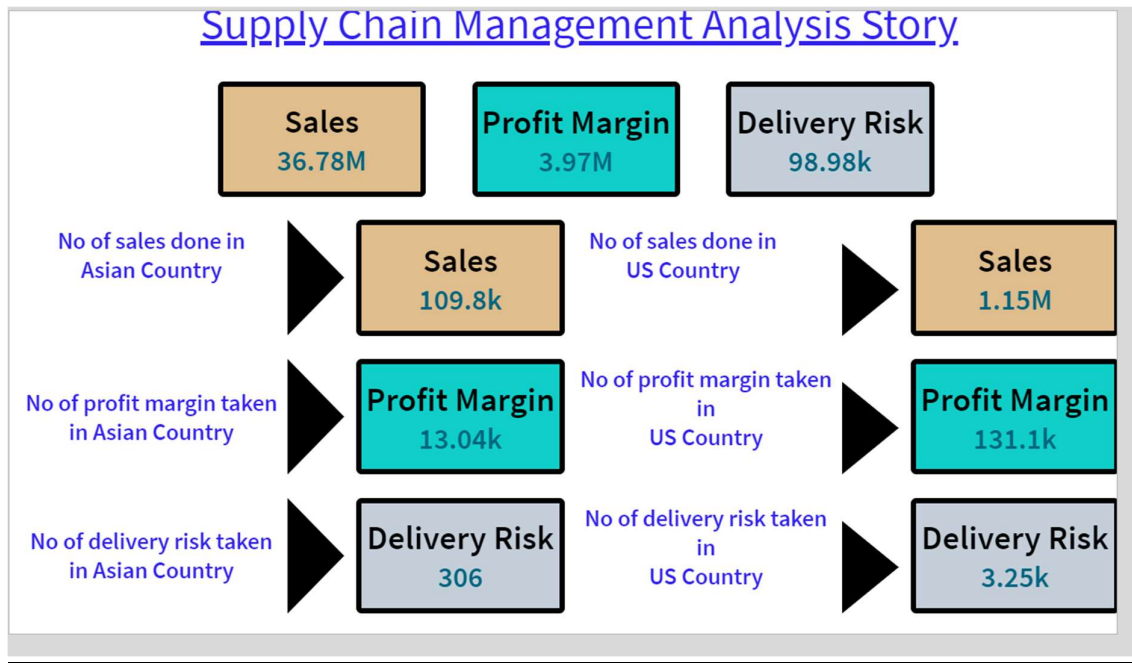 Supply Chain Management Analysis Story
Sales
36.78M
Profit Margin
3.97M
Delivery Risk
98.98k
No of sales done in
Asian Country
Sales
109.8k
No of sales done in
US Country
Sales
1.15M
No of profit margin taken
in Asian Country
Profit Margin
13.04k
No of profit margin taken
in
US Country
Profit Margin
131.1k
No of delivery risk taken
in Asian Country
Delivery Risk
306
No of delivery risk taken
in
US Country
Delivery Risk
3.25k